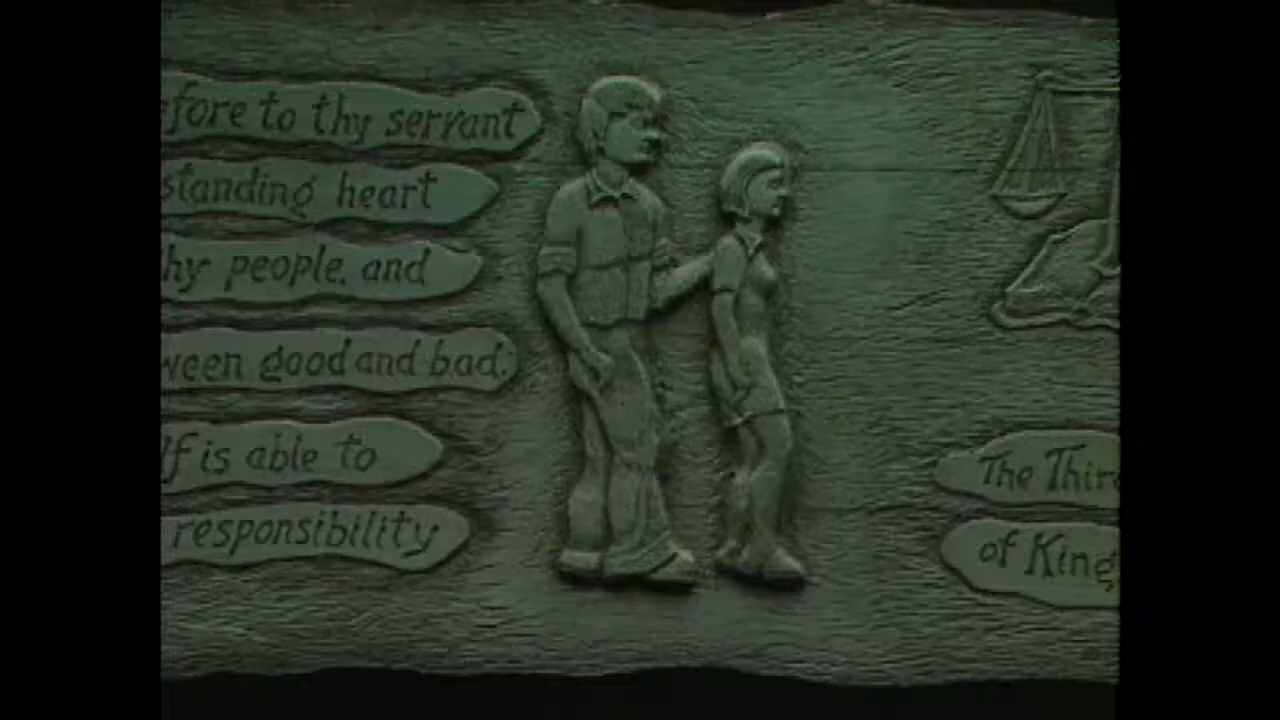 efore to thy servant
standing heart
hy people, and
ween good and bad.
lf is able to
responsibility
The Thir
of King